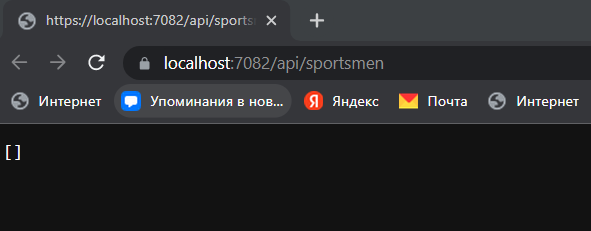 https://localhost:7082/api/sports
localhost:7082/api/sportsmen
Интернет Упоминания в нов... Яндекс Почта Интернет
[]